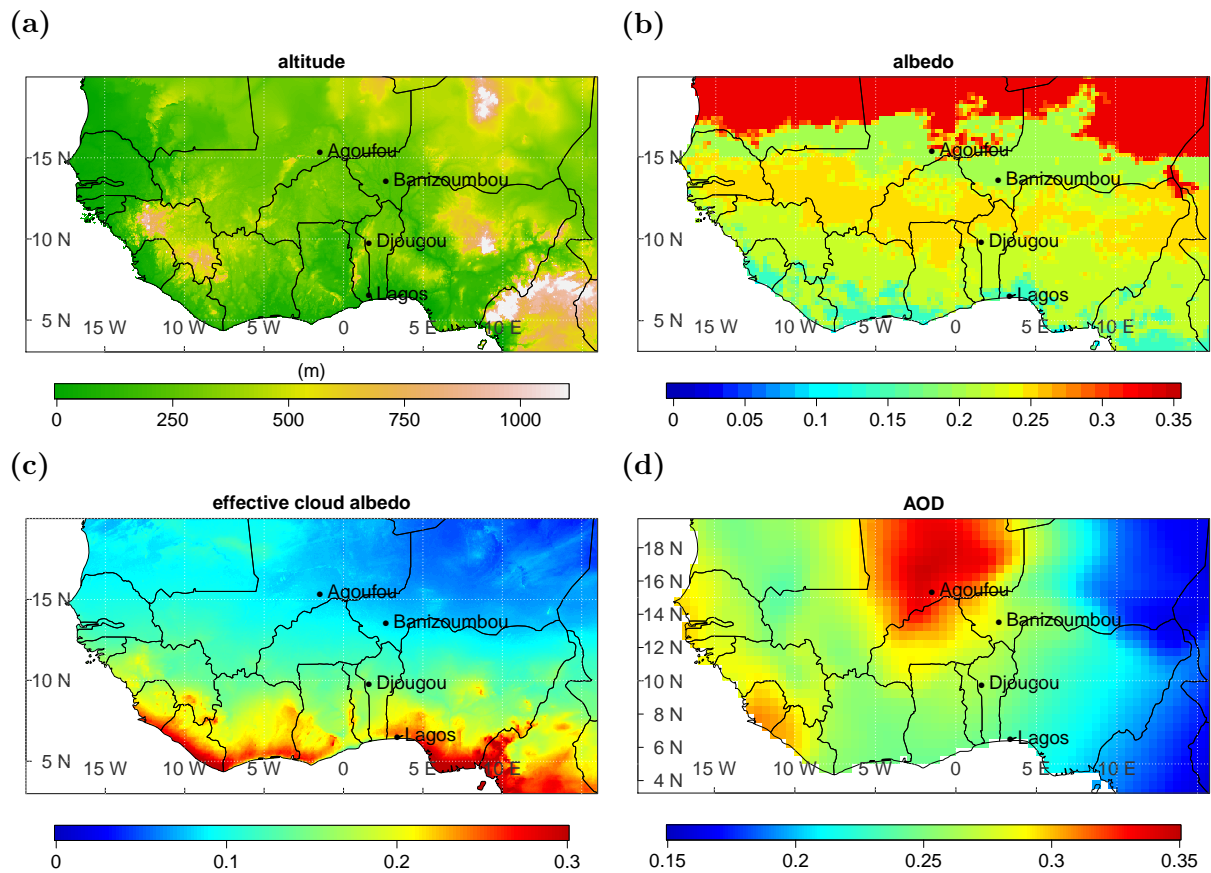 (a)
altitude
15 N
10 N
5 N
15 W
10 W
5 W
0
5 E
10 E
Agoufou
Banizoumbou
Djougou
Lagos
(m)
0 250 500 750 1000
(b)
albedo
15 N
10 N
5 N
15 W
10 W
5 W
0
5 E
10 E
Agoufou
Banizoumbou
Djougou
Lagos
0 0.05 0.1 0.15 0.2 0.25 0.3 0.35
(c)
effective cloud albedo
15 N
10 N
5 N
15 W
10 W
5 W
0
5 E
10 E
Agoufou
Banizoumbou
Djougou
Lagos
0 0.1 0.2 0.3
(d)
AOD
18 N
16 N
14 N
12 N
10 N
8 N
6 N
4 N
15 W
10 W
5 W
0
5 E
10 E
Agoufou
Banizoumbou
Djougou
Lagos
0.15 0.2 0.25 0.3 0.35